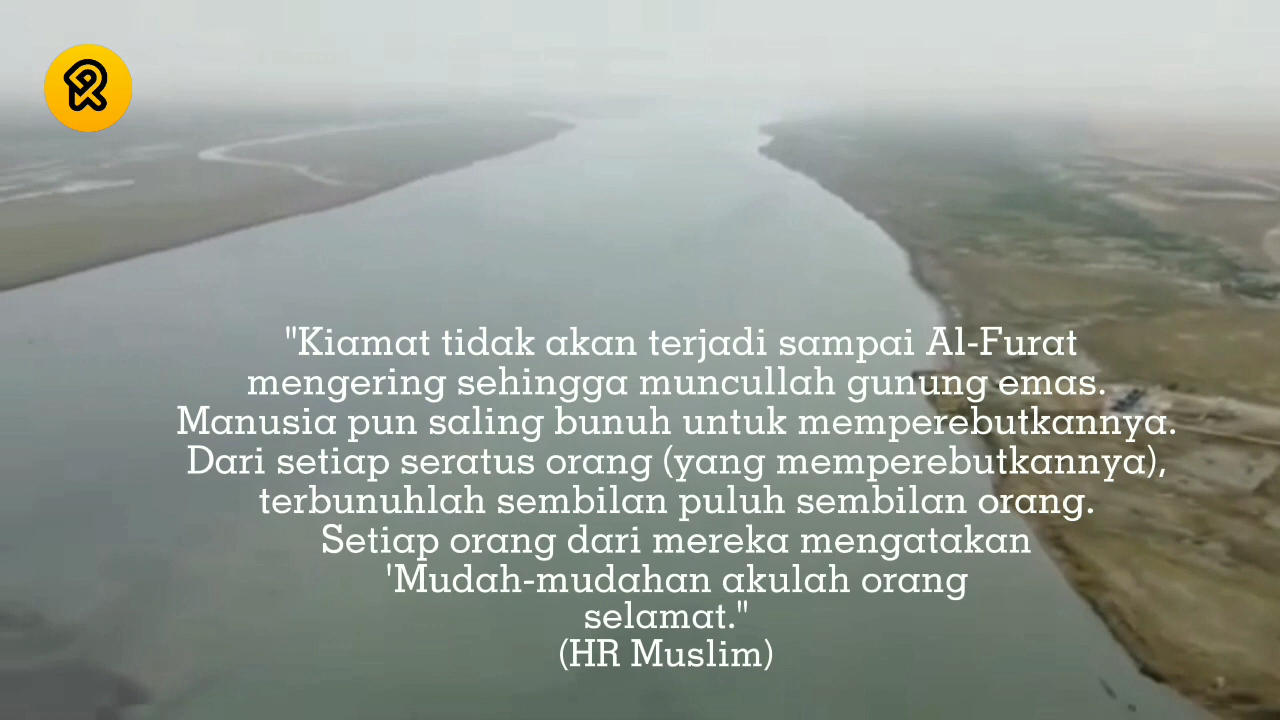 "Kiamat tidak akan terjadi sampai Al-Furat
mengering sehingga muncullah gunung emas.
Manusia pun saling bunuh untuk memperebutkannya.
Dari setiap seratus orang (yang memperebutkannya),
terbunuhlah sembilan puluh sembilan orang.
Setiap orang dari mereka mengatakan
'Mudah-mudahan akulah orang
selamat."
(HR Muslim)